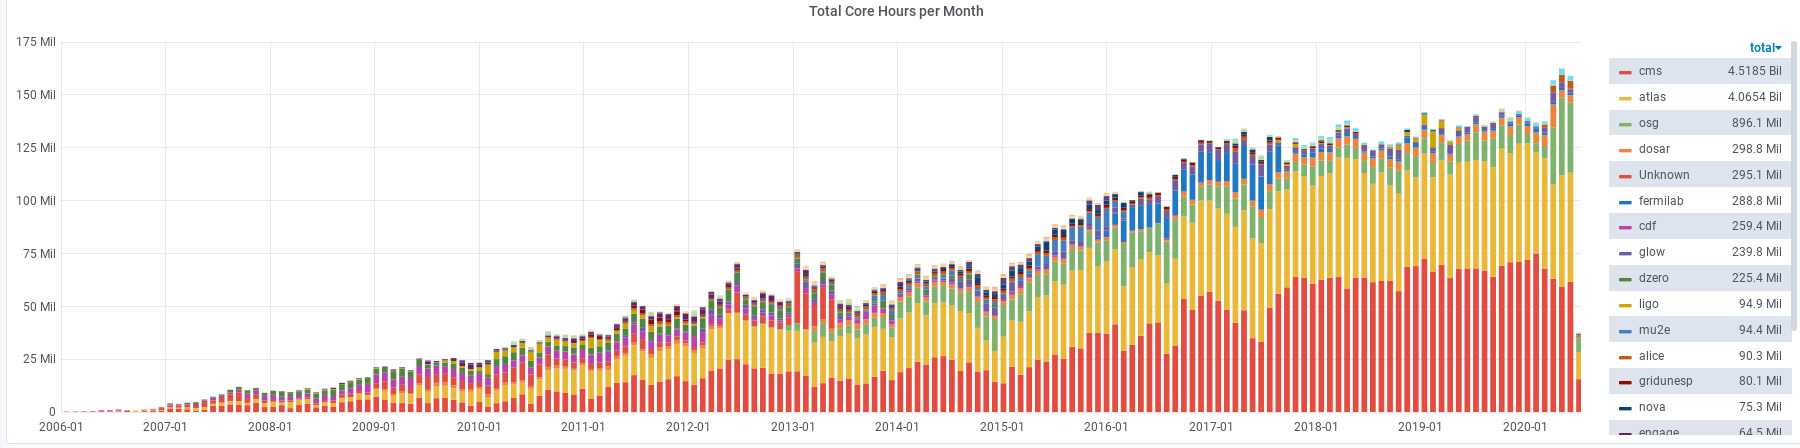 Total Core Hours per Month
175 Mil
150 Mil
125 Mil
100 Mil
75 Mil
50 Mil
25 Mil
0
2006-01 2007-01 2008-01 2009-01 2010-01 2011-01 2012-01 2013-01 2014-01 2015-01 2016-01 2017-01 2018-01 2019-01 2020-01
total
cms 4.5185 Bil
atlas 4.0654 Bil
osg 896.1 Mil
dosar 298.8 Mil
Unknown 295.1 Mil
fermilab 288.8 Mil
cdf 259.4 Mil
glow 239.8 Mil
dzero 225.4 Mil
ligo 94.9 Mil
mu2e 94.4 Mil
alice 90.3 Mil
gridunesp 80.1 Mil
nova 75.3 Mil
engage 64.5 Mil